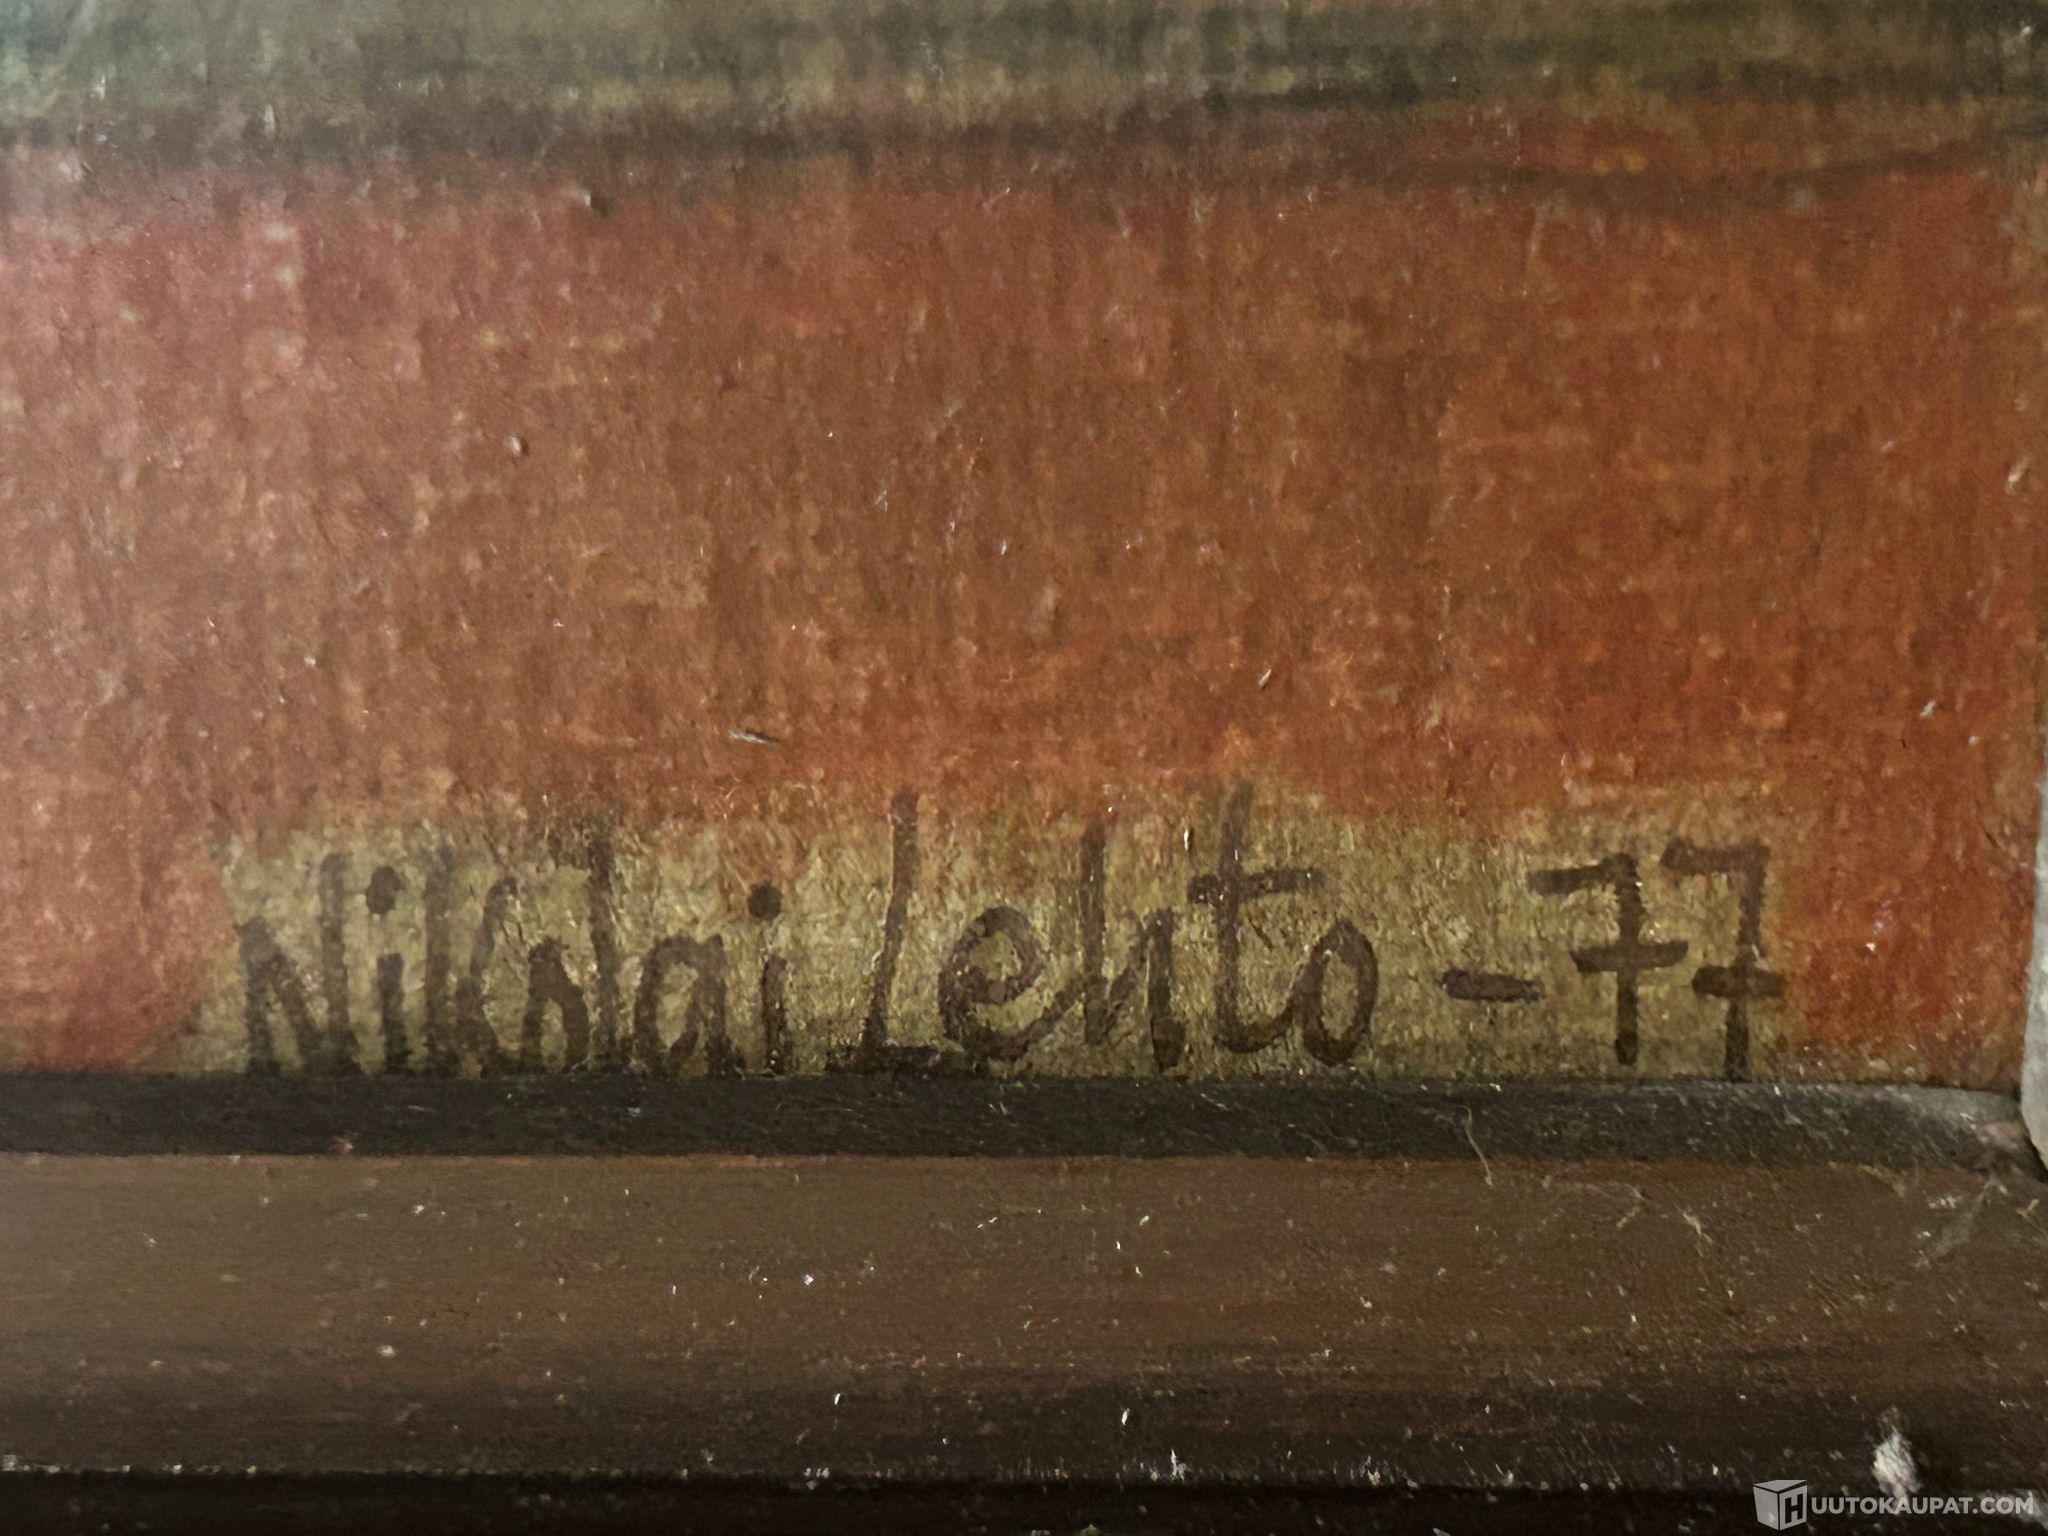 Nikolai Lehto - 77
HUUTOKAUPAT.COM